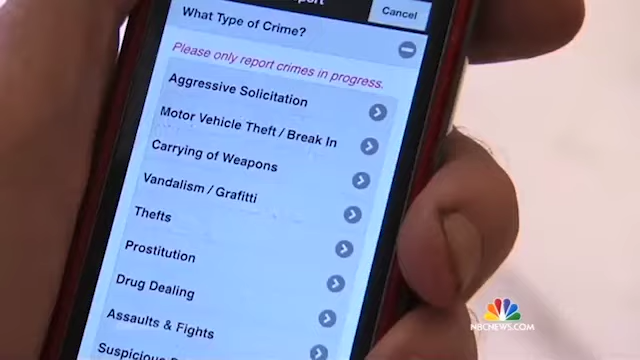 Cancel
What Type of Crime?
Please only report crimes in progress.
Aggressive Solicitation
Motor Vehicle Theft / Break In
Carrying of Weapons
Vandalism / Grafitti
Thefts
Prostitution
Drug Dealing
Assaults & Fights
Suspicious
NBCNEWS.COM